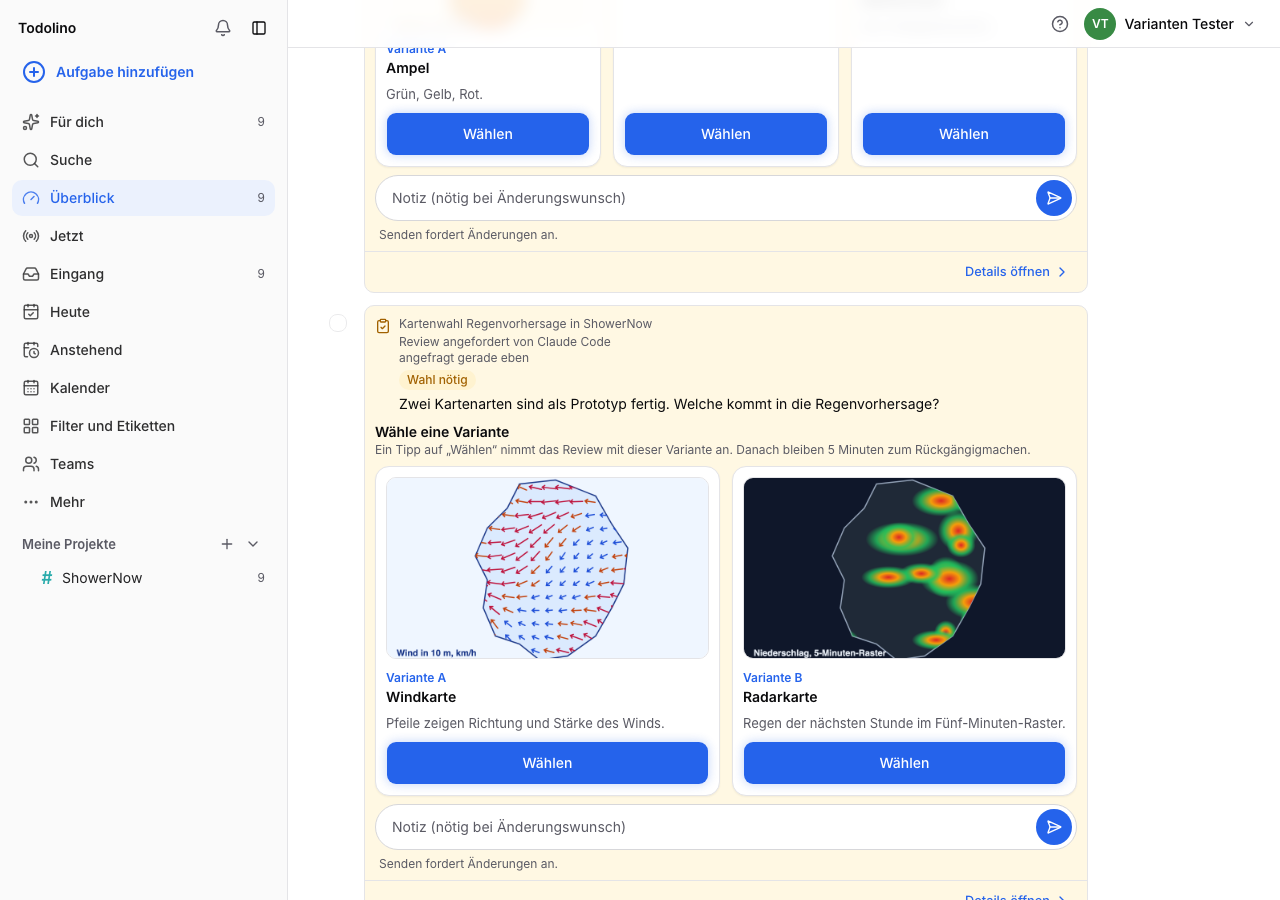 Todolino
Aufgabe hinzufügen
Für dich 9
Suche
Überblick 9
Jetzt
Eingang 9
Heute
Anstehend
Kalender
Filter und Etiketten
Teams
Mehr
Meine Projekte
# ShowerNow 9
VT Varianten Tester
Variante A
Ampel
Grün, Gelb, Rot.
Wählen
Wählen
Wählen
Notiz (nötig bei Änderungswunsch)
Senden fordert Änderungen an.
Details öffnen
Kartenwahl Regenvorhersage in ShowerNow
Review angefordert von Claude Code
angefragt gerade eben
Wahl nötig
Zwei Kartenarten sind als Prototyp fertig. Welche kommt in die Regenvorhersage?
Wähle eine Variante
Ein Tipp auf „Wählen“ nimmt das Review mit dieser Variante an. Danach bleiben 5 Minuten zum Rückgängigmachen.
Wind in 10 m, km/h
Variante A
Windkarte
Pfeile zeigen Richtung und Stärke des Winds.
Wählen
Niederschlag, 5-Minuten-Raster
Variante B
Radarkarte
Regen der nächsten Stunde im Fünf-Minuten-Raster.
Wählen
Notiz (nötig bei Änderungswunsch)
Senden fordert Änderungen an.
Details öffnen